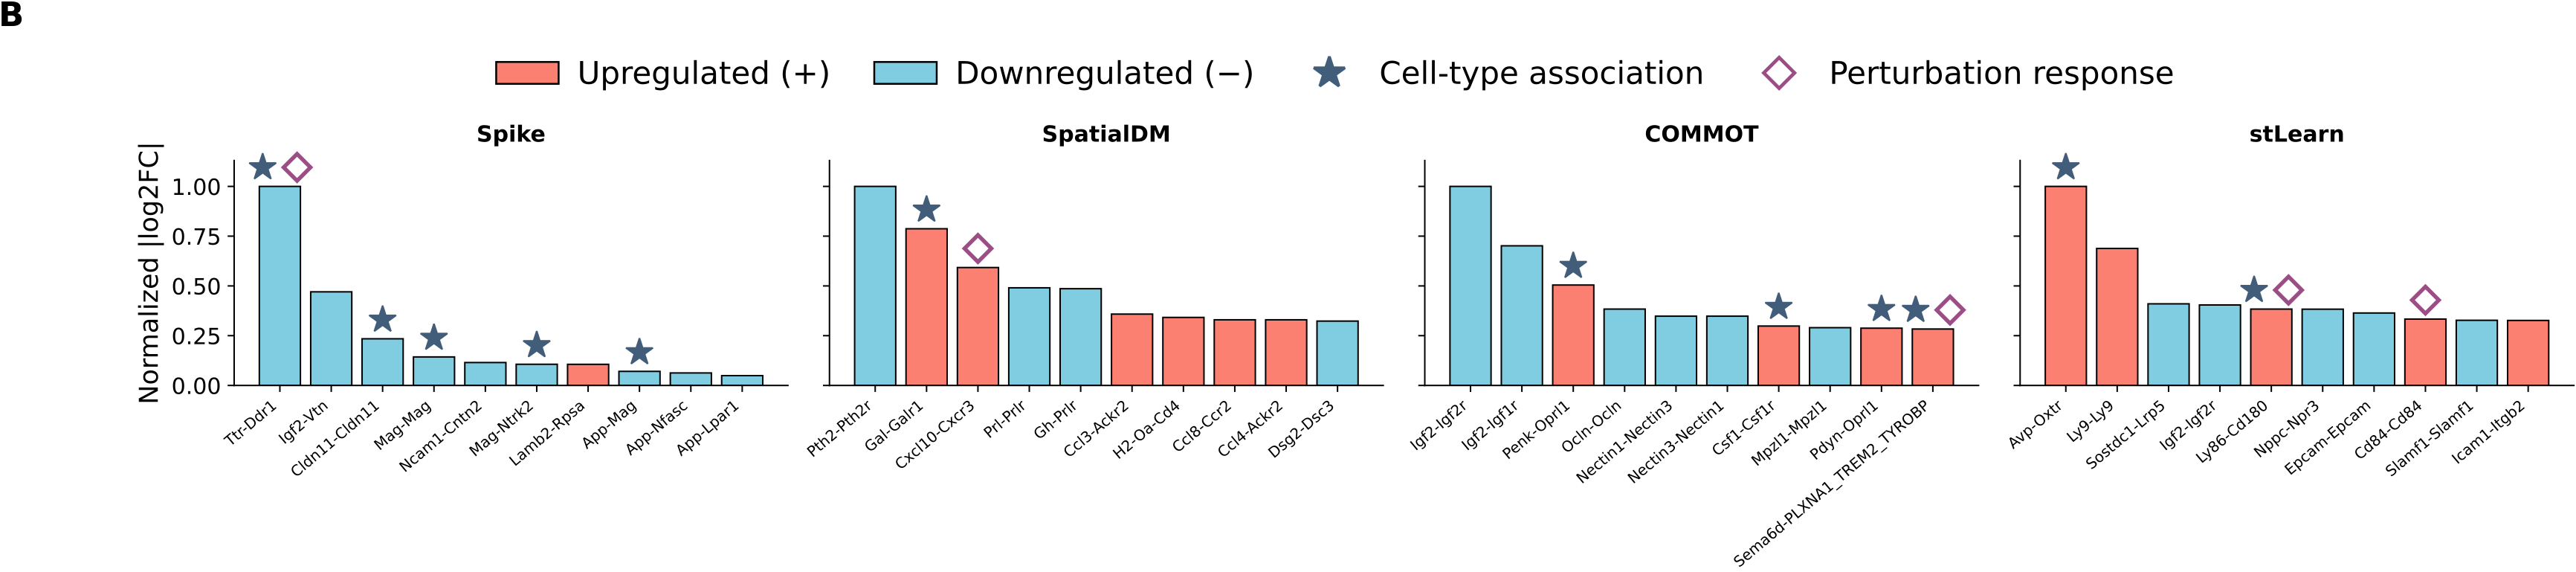 B
Upregulated (+) Downregulated (−) Cell-type association Perturbation response
Spike SpatialDM COMMOT stLearn
Normalized |log2FC|
1.00
0.75
0.50
0.25
0.00
Ttr-Ddr1
Igf2-Vtn
Cldn11-Cldn11
Mag-Mag
Ncam1-Cntn2
Mag-Ntrk2
Lamb2-Rpsa
App-Mag
App-Nfasc
App-Lpar1
Pth2-Pth2r
Gal-Galr1
Cxcl10-Cxcr3
Prl-Prlr
Gh-Prlr
Ccl3-Ackr2
H2-Oa-Cd4
Ccl8-Ccr2
Ccl4-Ackr2
Dsg2-Dsc3
Igf2-Igf2r
Igf2-Igf1r
Penk-Oprl1
Ocln-Ocln
Nectin1-Nectin3
Nectin3-Nectin1
Csf1-Csf1r
Mpzl1-Mpzl1
Pdyn-Oprl1
Sema6d-PLXNA1_TREM2_TYROBP
Avp-Oxtr
Ly9-Ly9
Sostdc1-Lrp5
Igf2-Igf2r
Ly86-Cd180
Nppc-Npr3
Epcam-Epcam
Cd84-Cd84
Slamf1-Slamf1
Icam1-Itgb2